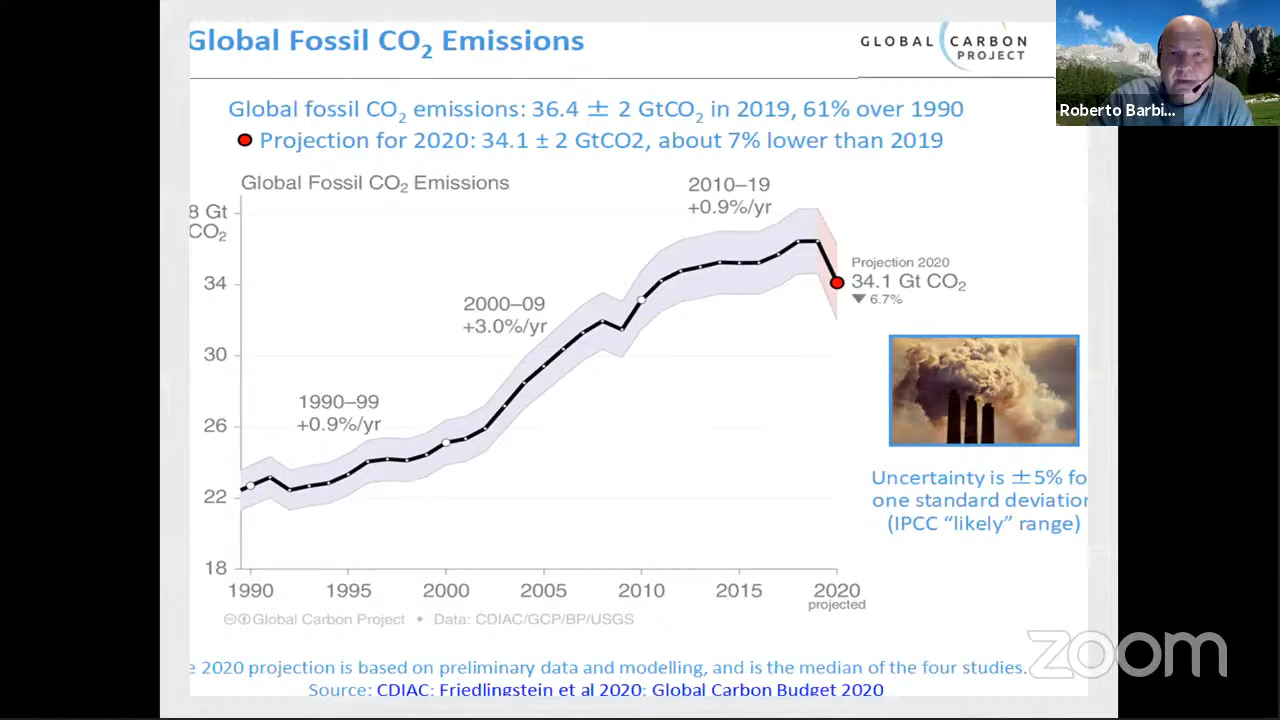 Global Fossil CO₂ Emissions
GLOBAL CARBON
PROJECT
Roberto Barbi...
Global fossil CO₂ emissions: 36.4 ± 2 GtCO₂ in 2019, 61% over 1990
Projection for 2020: 34.1 ± 2 GtCO2, about 7% lower than 2019
Global Fossil CO₂ Emissions
8 Gt
CO₂
34
30
26
22
18
2010–19
+0.9%/yr
2000–09
+3.0%/yr
1990–99
+0.9%/yr
Projection 2020
34.1 Gt CO₂
▼ 6.7%
Uncertainty is ±5% fo
one standard deviation
(IPCC “likely” range)
1990 1995 2000 2005 2010 2015 2020
projected
Global Carbon Project • Data: CDIAC/GCP/BP/USGS
e 2020 projection is based on preliminary data and modelling, and is the median of the four studies.
Source: CDIAC; Friedlingstein et al 2020; Global Carbon Budget 2020
zoom